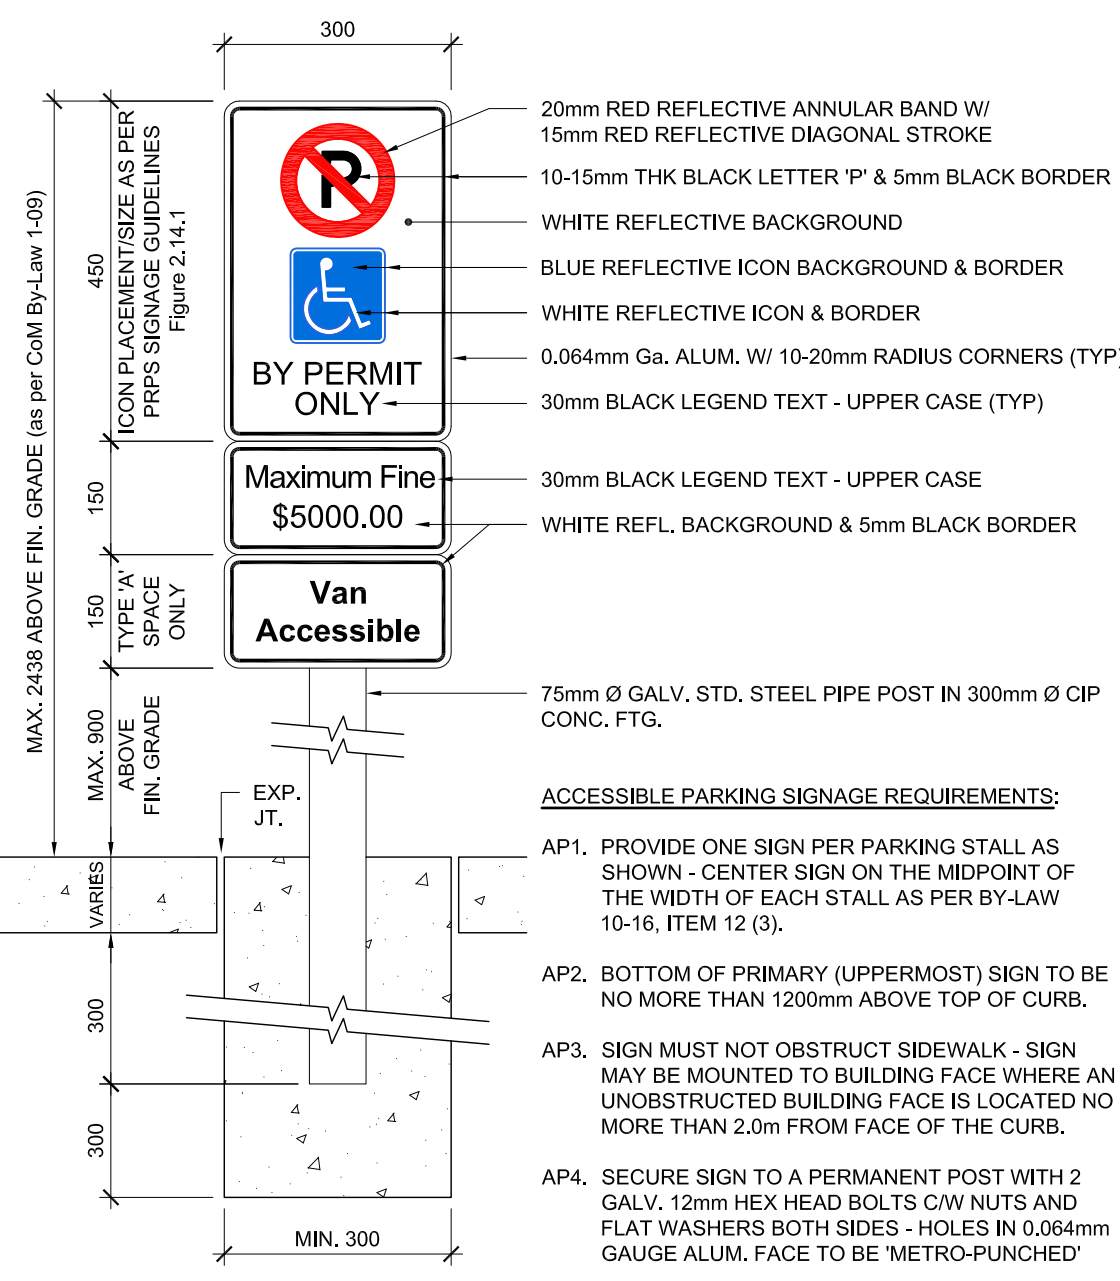 300
MAX. 2438 ABOVE FIN. GRADE (as per CoM By-Law 1-09)
450
ICON PLACEMENT/SIZE AS PER
PRPS SIGNAGE GUIDELINES
Figure 2.14.1
P
BY PERMIT
ONLY
20mm RED REFLECTIVE ANNULAR BAND W/
15mm RED REFLECTIVE DIAGONAL STROKE
10-15mm THK BLACK LETTER 'P' & 5mm BLACK BORDER
WHITE REFLECTIVE BACKGROUND
BLUE REFLECTIVE ICON BACKGROUND & BORDER
WHITE REFLECTIVE ICON & BORDER
0.064mm Ga. ALUM. W/ 10-20mm RADIUS CORNERS (TYP)
30mm BLACK LEGEND TEXT - UPPER CASE (TYP)
150
Maximum Fine
$5000.00
30mm BLACK LEGEND TEXT - UPPER CASE
WHITE REFL. BACKGROUND & 5mm BLACK BORDER
150
TYPE 'A'
SPACE
ONLY
Van
Accessible
MAX. 900
ABOVE
FIN. GRADE
75mm Ø GALV. STD. STEEL PIPE POST IN 300mm Ø CIP
CONC. FTG.
EXP.
JT.
VARIES
300
300
MIN. 300
ACCESSIBLE PARKING SIGNAGE REQUIREMENTS:
AP1. PROVIDE ONE SIGN PER PARKING STALL AS
SHOWN - CENTER SIGN ON THE MIDPOINT OF
THE WIDTH OF EACH STALL AS PER BY-LAW
10-16, ITEM 12 (3).
AP2. BOTTOM OF PRIMARY (UPPERMOST) SIGN TO BE
NO MORE THAN 1200mm ABOVE TOP OF CURB.
AP3. SIGN MUST NOT OBSTRUCT SIDEWALK - SIGN
MAY BE MOUNTED TO BUILDING FACE WHERE AN
UNOBSTRUCTED BUILDING FACE IS LOCATED NO
MORE THAN 2.0m FROM FACE OF THE CURB.
AP4. SECURE SIGN TO A PERMANENT POST WITH 2
GALV. 12mm HEX HEAD BOLTS C/W NUTS AND
FLAT WASHERS BOTH SIDES - HOLES IN 0.064mm
GAUGE ALUM. FACE TO BE 'METRO-PUNCHED'